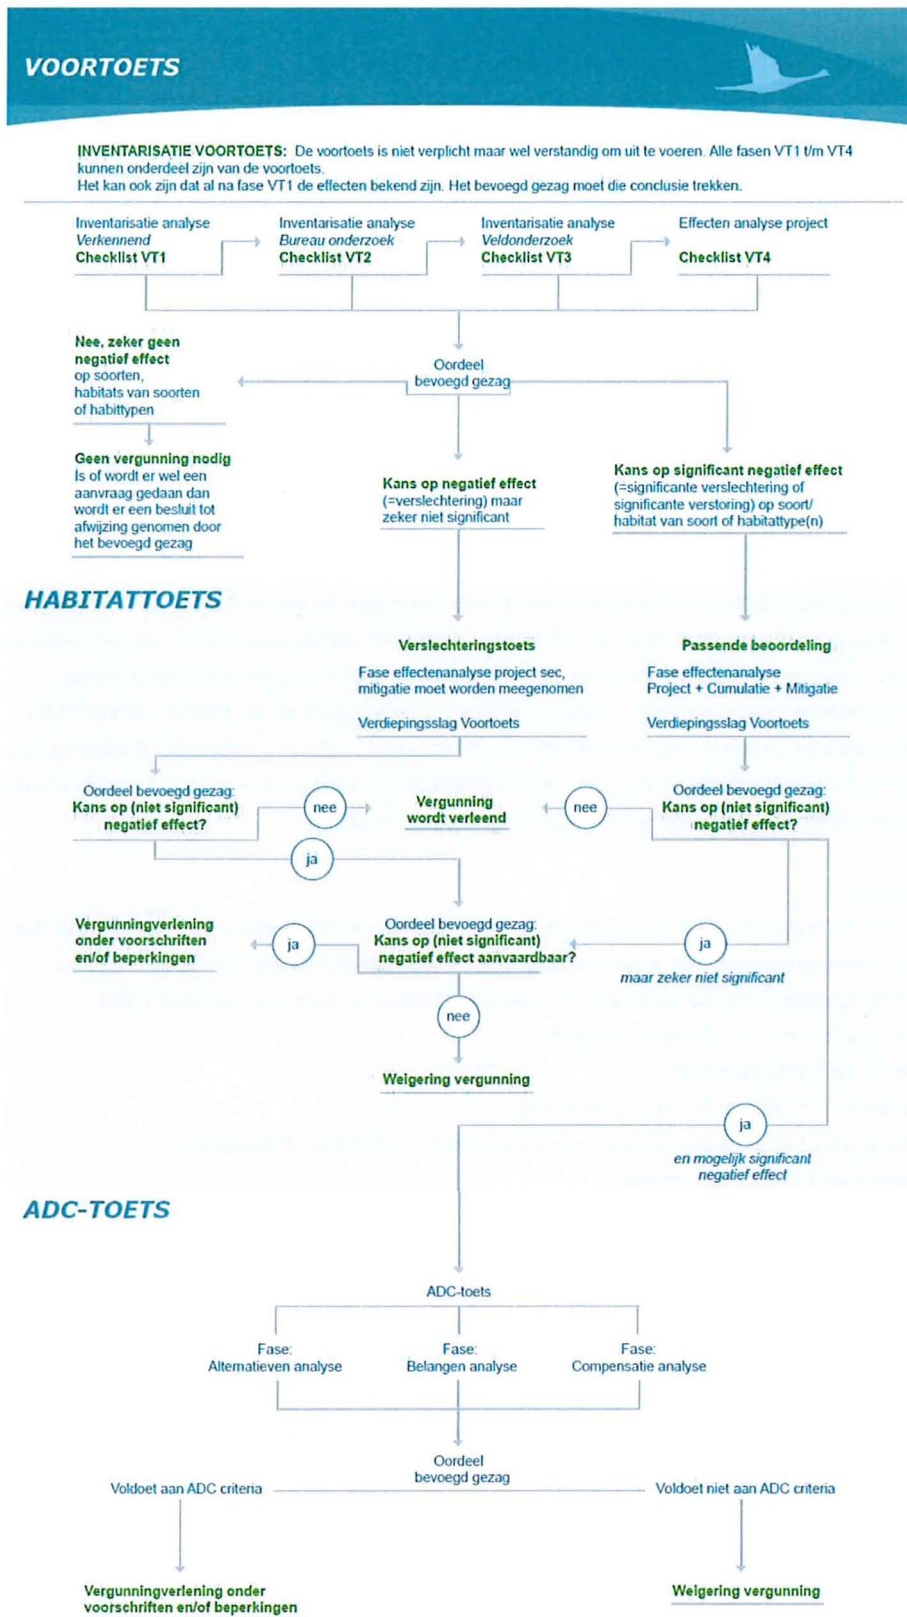 VOORTOETS
INVENTARISATIE VOORTOETS: De voortoets is niet verplicht maar wel verstandig om uit te voeren. Alle fasen VT1 t/m VT4
kunnen onderdeel zijn van de voortoets.
Het kan ook zijn dat al na fase VT1 de effecten bekend zijn. Het bevoegd gezag moet die conclusie trekken.
Inventarisatie analyse
Verkennend
Checklist VT1
Inventarisatie analyse
Bureau onderzoek
Checklist VT2
Inventarisatie analyse
Veldonderzoek
Checklist VT3
Effecten analyse project
Checklist VT4
Oordeel
bevoegd gezag
Nee, zeker geen
negatief effect
op soorten,
habitats van soorten
of habittypen
Geen vergunning nodig
Is of wordt er wel een
aanvraag gedaan dan
wordt er een besluit tot
afwijzing genomen door
het bevoegd gezag
Kans op negatief effect
(=verslechtering) maar
zeker niet significant
Kans op significant negatief effect
(=significante verslechtering of
significante verstoring) op soort/
habitat van soort of habitattype(n)
HABITATTOETS
Verslechteringstoets
Fase effectenanalyse project sec,
mitigatie moet worden meegenomen
Verdiepingsslag Voortoets
Passende beoordeling
Fase effectenanalyse
Project + Cumulatie + Mitigatie
Verdiepingsslag Voortoets
Oordeel bevoegd gezag:
Kans op (niet significant)
negatief effect?
nee
Vergunning
wordt verleend
nee
Oordeel bevoegd gezag:
Kans op (niet significant)
negatief effect?
ja
Vergunningverlening
onder voorschriften
en/of beperkingen
ja
Oordeel bevoegd gezag:
Kans op (niet significant)
negatief effect aanvaardbaar?
ja
maar zeker niet significant
nee
Weigering vergunning
ja
en mogelijk significant
negatief effect
ADC-TOETS
ADC-toets
Fase:
Alternatieven analyse
Fase:
Belangen analyse
Fase:
Compensatie analyse
Oordeel
bevoegd gezag
Voldoet aan ADC criteria
Voldoet niet aan ADC criteria
Vergunningverlening onder
voorschriften en/of beperkingen
Weigering vergunning